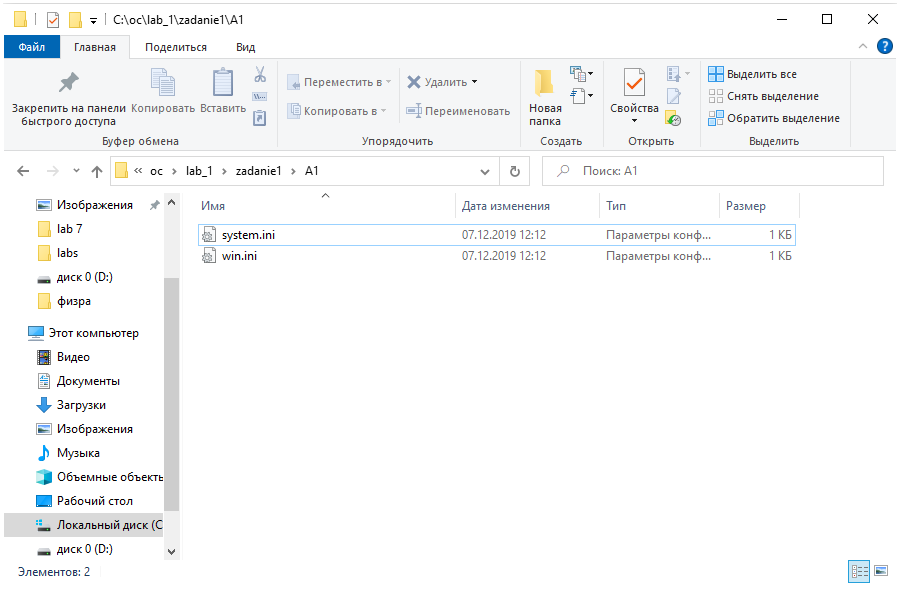 C:\oc\lab_1\zadanie1\A1
Файл Главная Поделиться Вид
Закрепить на панели быстрого доступа
Копировать
Вставить
Буфер обмена
Переместить в
Копировать в
Удалить
Переименовать
Упорядочить
Новая папка
Создать
Свойства
Открыть
Выделить все
Снять выделение
Обратить выделение
Выделить
« oc › lab_1 › zadanie1 › A1
Поиск: A1
Изображения
lab 7
labs
диск 0 (D:)
физра
Этот компьютер
Видео
Документы
Загрузки
Изображения
Музыка
Объемные объекты
Рабочий стол
Локальный диск (C
диск 0 (D:)
Имя Дата изменения Тип Размер
system.ini 07.12.2019 12:12 Параметры конф... 1 КБ
win.ini 07.12.2019 12:12 Параметры конф... 1 КБ
Элементов: 2